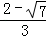 (2 - √7)/3